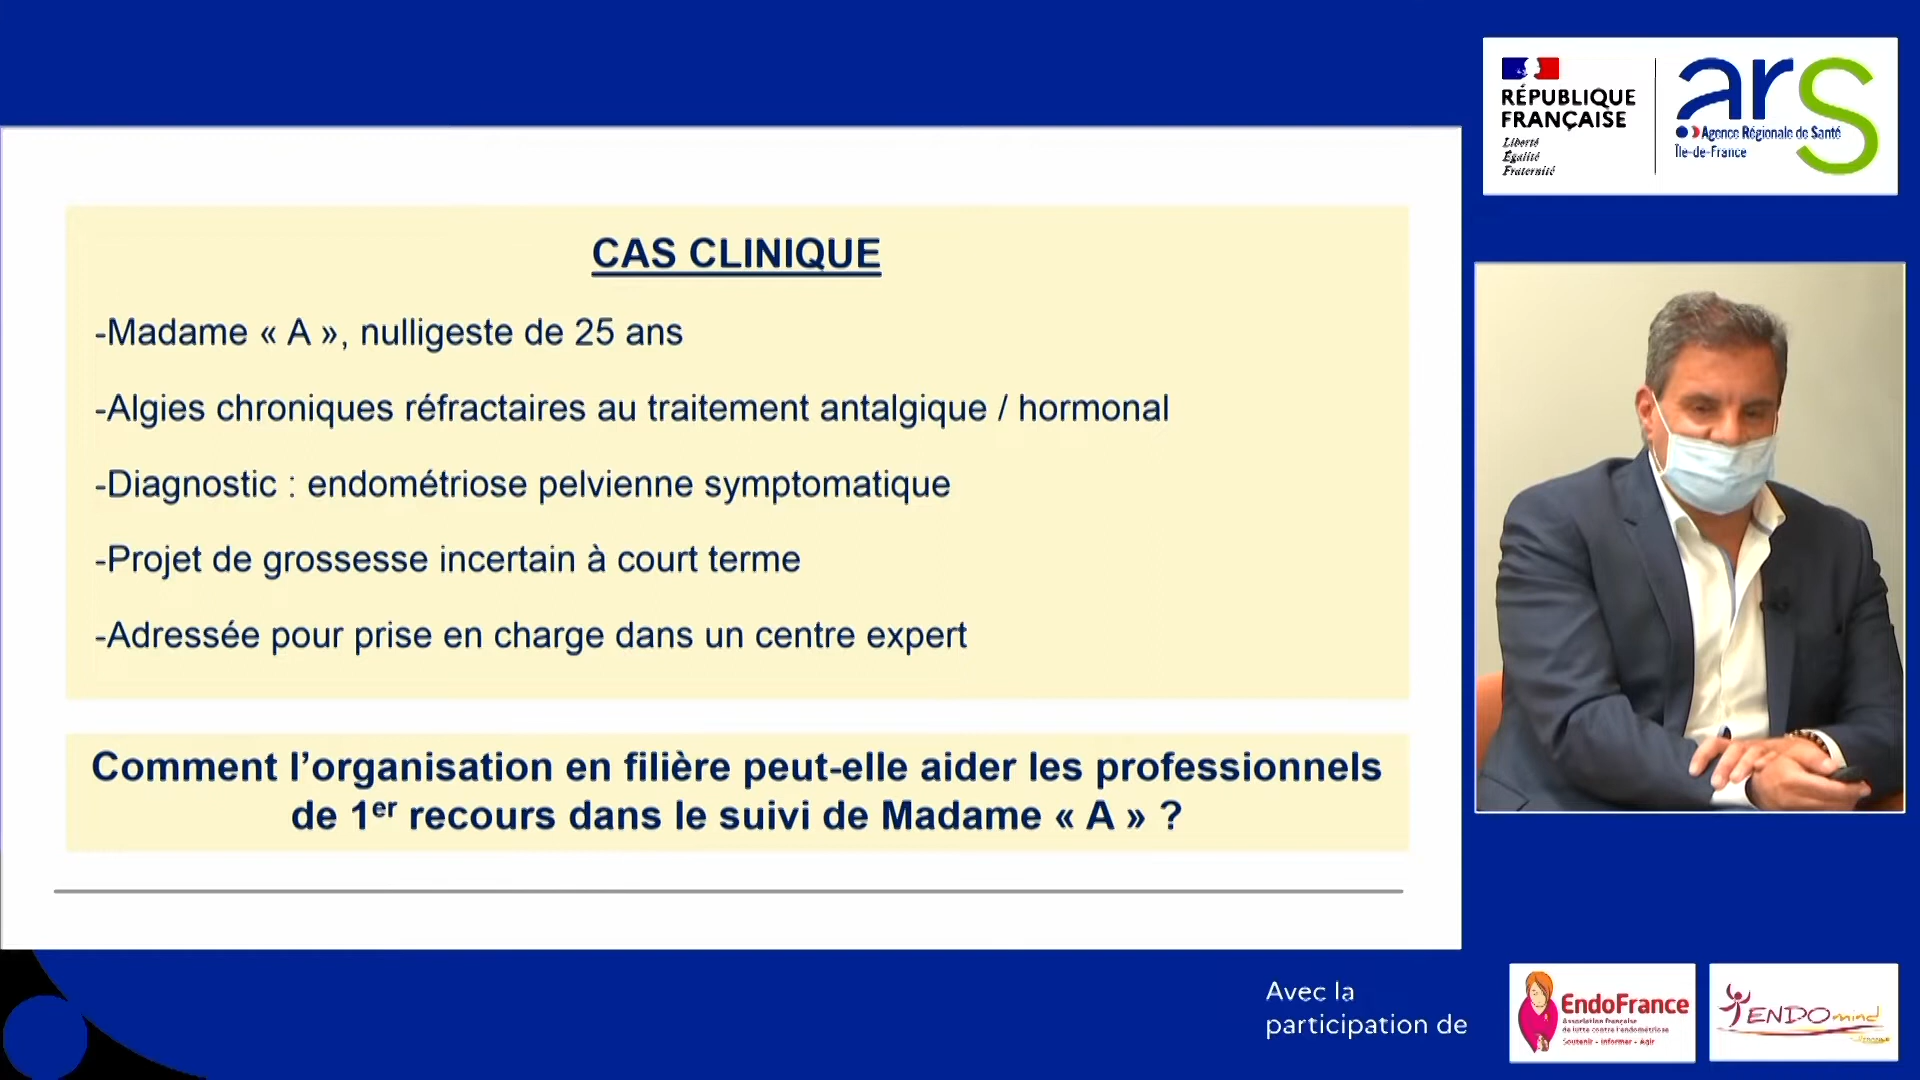 CAS CLINIQUE
-Madame « A », nulligeste de 25 ans
-Algies chroniques réfractaires au traitement antalgique / hormonal
-Diagnostic : endométriose pelvienne symptomatique
-Projet de grossesse incertain à court terme
-Adressée pour prise en charge dans un centre expert
Comment l'organisation en filière peut-elle aider les professionnels
de 1er recours dans le suivi de Madame « A » ?
RÉPUBLIQUE
FRANÇAISE
Liberté
Égalité
Fraternité
ars
Agence Régionale de Santé
Île-de-France
Avec la
participation de
EndoFrance
Association française
de lutte contre l'endométriose
Soutenir - Informer - Agir
ENDOmind